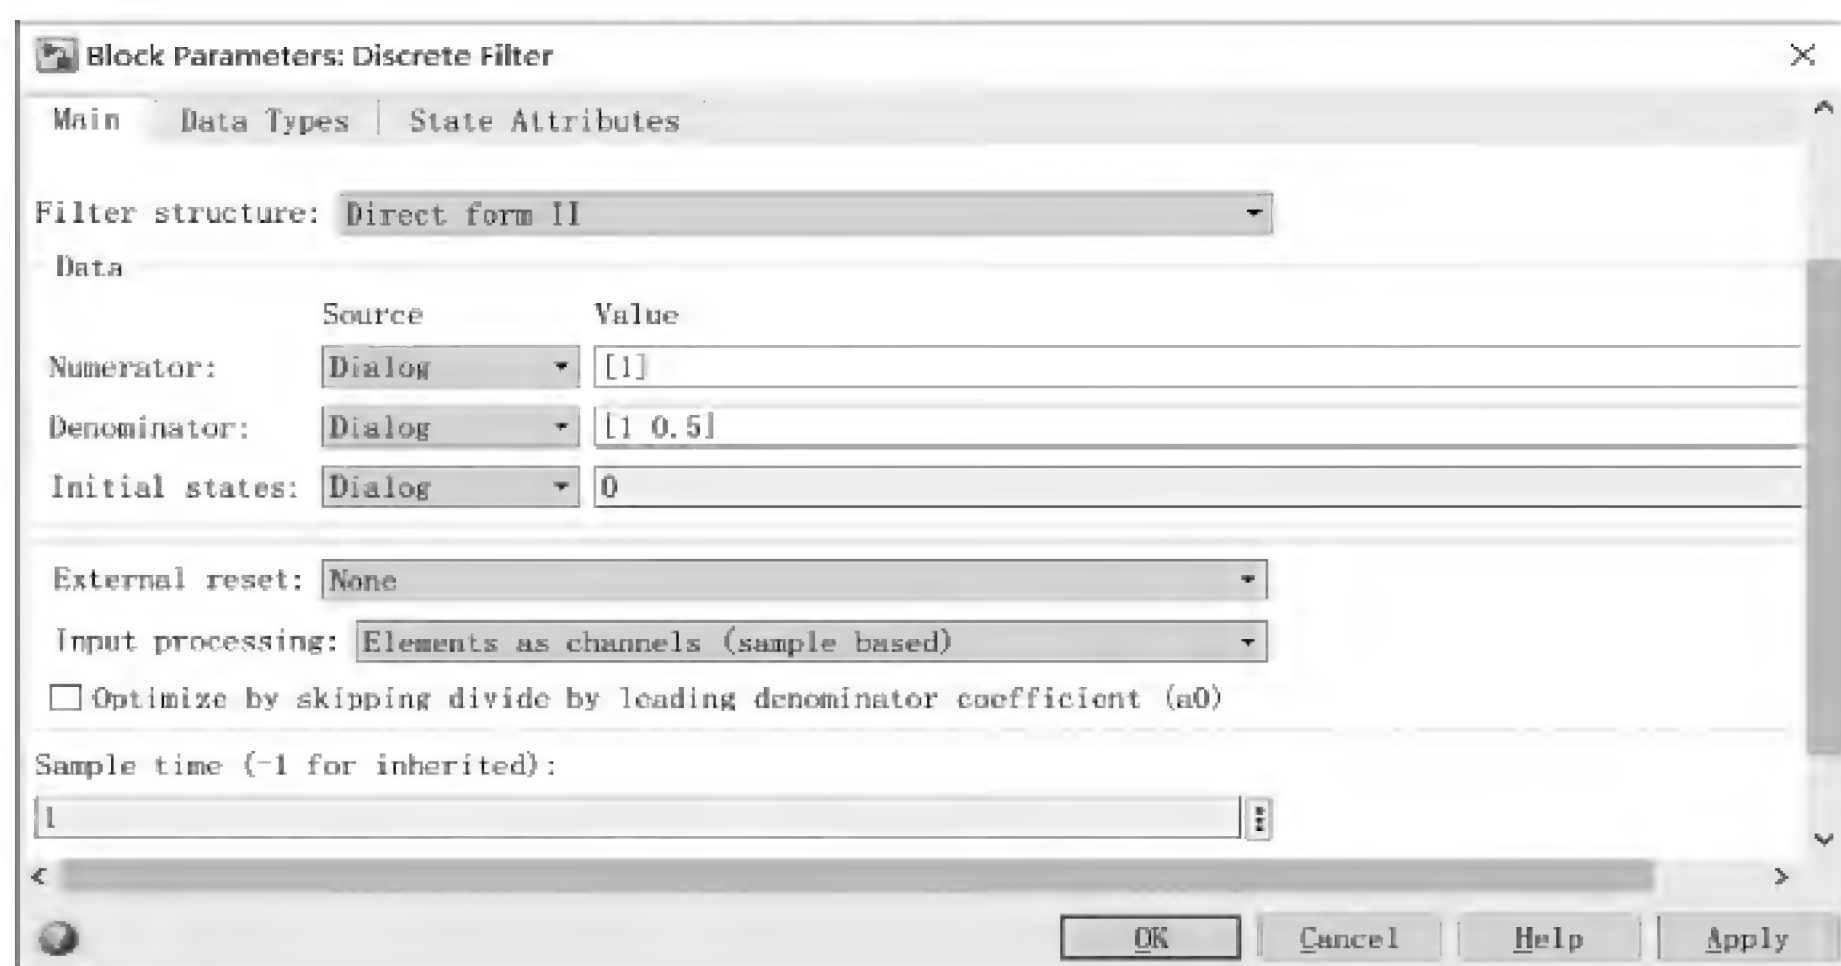 Block Parameters: Discrete Filter
Main Data Types State Attributes
Filter structure: Direct form II
Data
Source Value
Numerator: Dialog [1]
Denominator: Dialog [1 0.5]
Initial states: Dialog 0
External reset: None
Input processing: Elements as channels (sample based)
Optimize by skipping divide by leading denominator coefficient (a0)
Sample time (-1 for inherited):
1
OK Cancel Help Apply